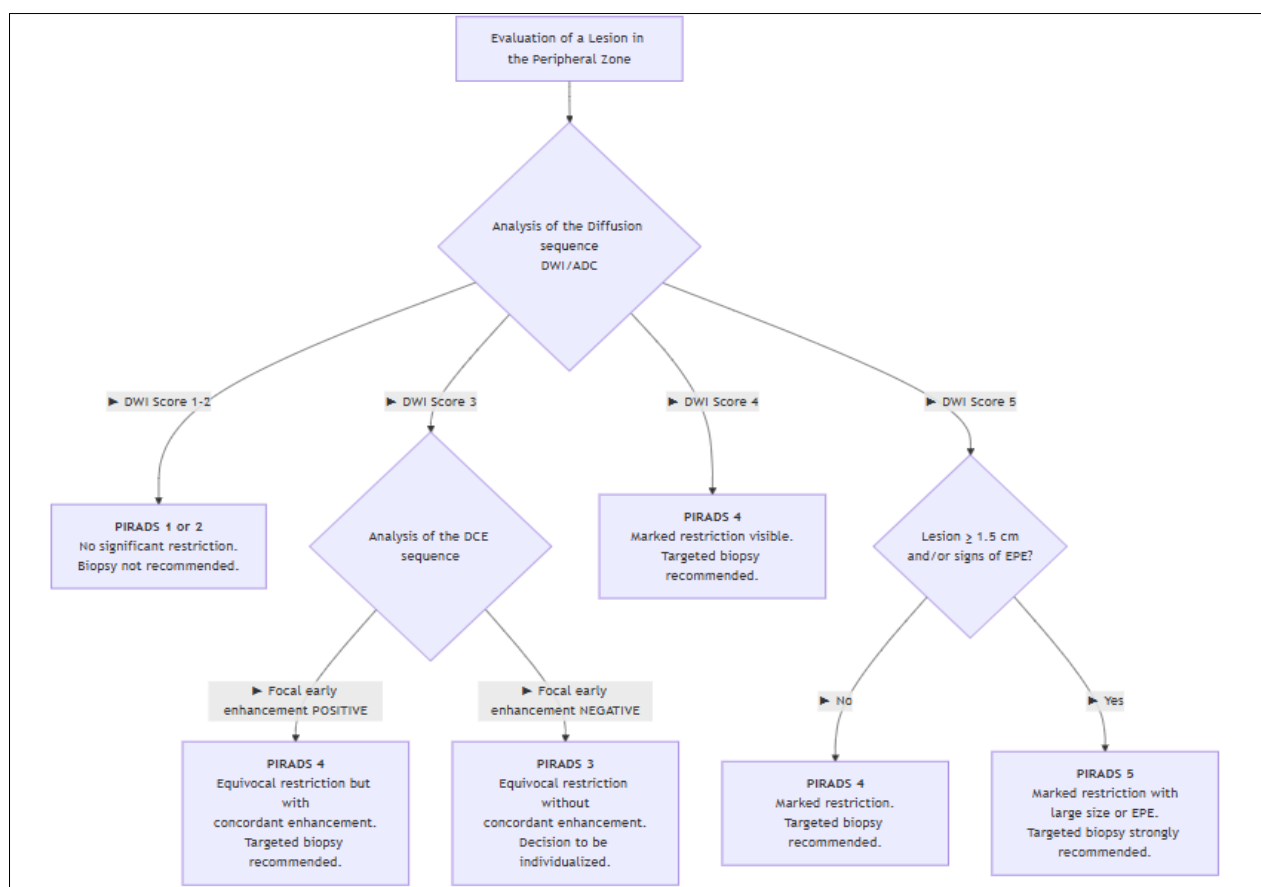 Evaluation of a Lesion in
the Peripheral Zone
Analysis of the Diffusion
sequence
DWI/ADC
► DWI Score 1-2
► DWI Score 3
► DWI Score 4
► DWI Score 5
PIRADS 1 or 2
No significant restriction.
Biopsy not recommended.
Analysis of the DCE
sequence
PIRADS 4
Marked restriction visible.
Targeted biopsy
recommended.
Lesion ≥ 1.5 cm
and/or signs of EPE?
► Focal early
enhancement POSITIVE
► Focal early
enhancement NEGATIVE
► No
► Yes
PIRADS 4
Equivocal restriction but
with
concordant enhancement.
Targeted biopsy
recommended.
PIRADS 3
Equivocal restriction
without
concordant enhancement.
Decision to be
individualized.
PIRADS 4
Marked restriction.
Targeted biopsy
recommended.
PIRADS 5
Marked restriction with
large size or EPE.
Targeted biopsy strongly
recommended.